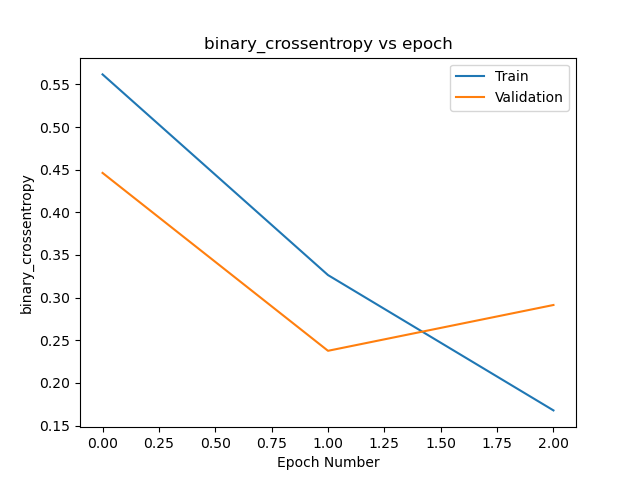 binary_crossentropy vs epoch
Train
Validation
binary_crossentropy
0.55
0.50
0.45
0.40
0.35
0.30
0.25
0.20
0.15
0.00 0.25 0.50 0.75 1.00 1.25 1.50 1.75 2.00
Epoch Number